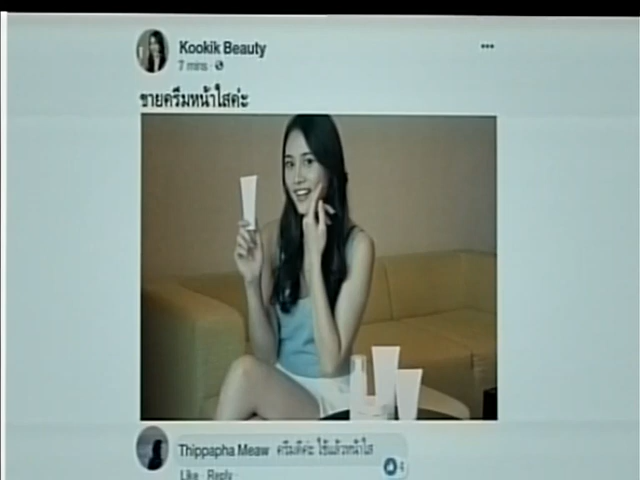 Kookik Beauty
7 mins
ขายครีมหน้าใสค่ะ
Thippapha Meaw ครีมดีค่ะ ใช้แล้วหน้าใส
4
Like · Reply